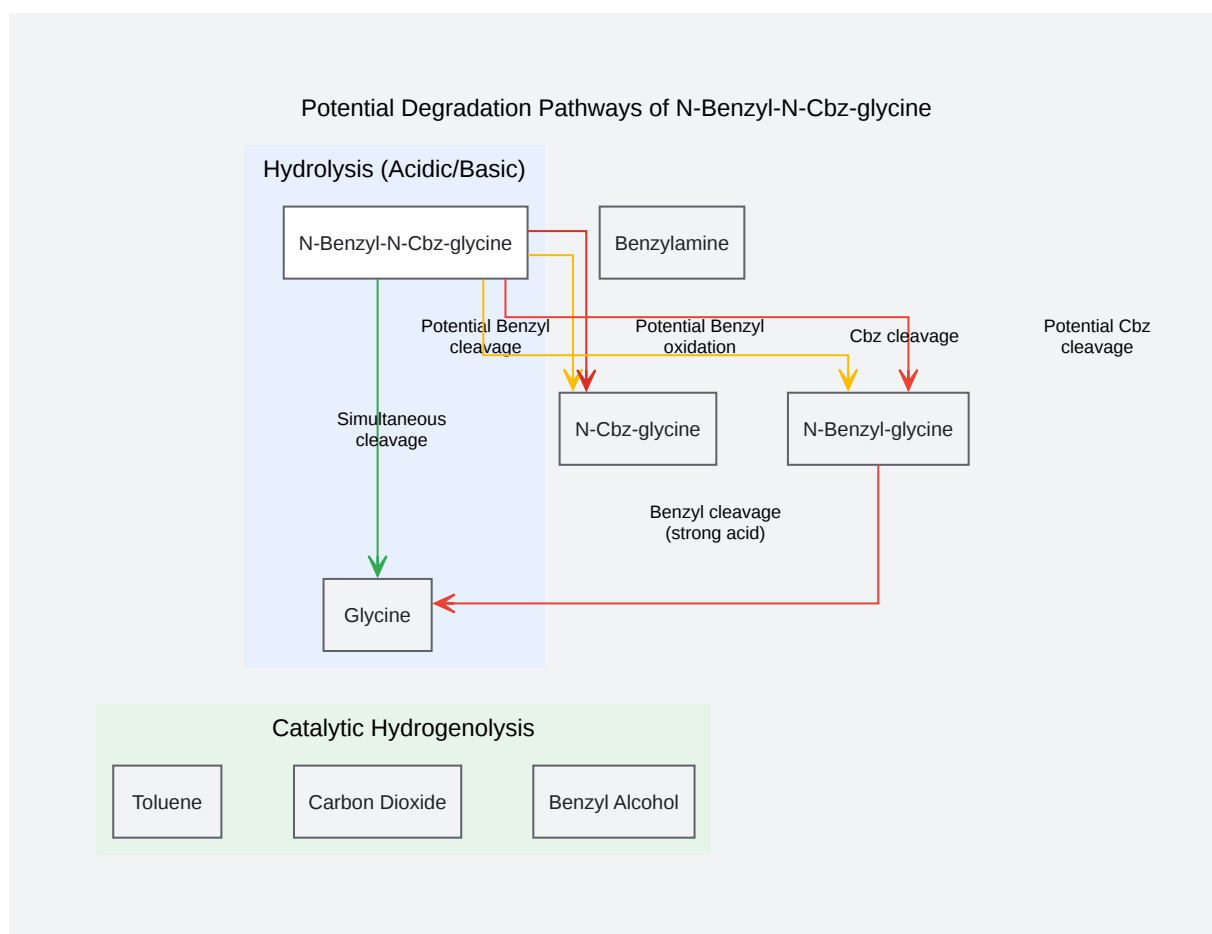 Potential Degradation Pathways of N-Benzyl-N-Cbz-glycine
Hydrolysis (Acidic/Basic)
N-Benzyl-N-Cbz-glycine
Benzylamine
Potential Benzyl
cleavage
Potential Benzyl
oxidation
Cbz cleavage
Potential Cbz
cleavage
Simultaneous
cleavage
N-Cbz-glycine
N-Benzyl-glycine
Benzyl cleavage
(strong acid)
Glycine
Catalytic Hydrogenolysis
Toluene
Carbon Dioxide
Benzyl Alcohol